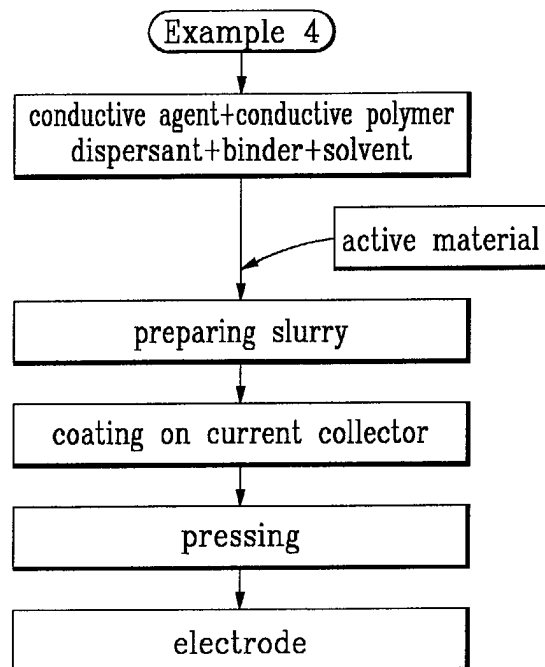 Example 4
conductive agent+conductive polymer
dispersant+binder+solvent
active material
preparing slurry
coating on current collector
pressing
electrode